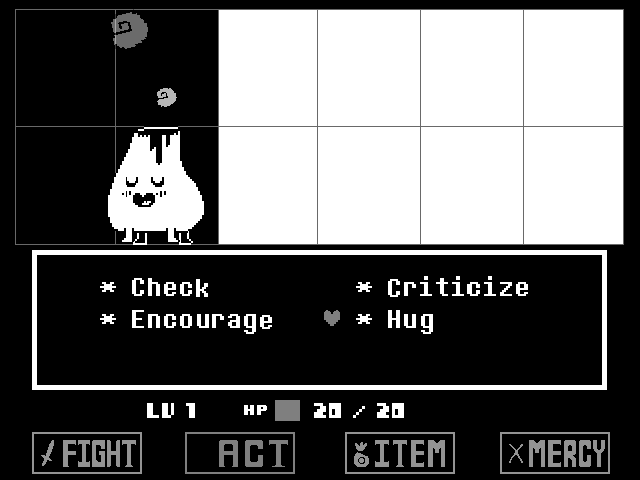 * Check * Criticize
* Encourage * Hug
LV 1 HP 20 / 20
FIGHT ACT ITEM MERCY